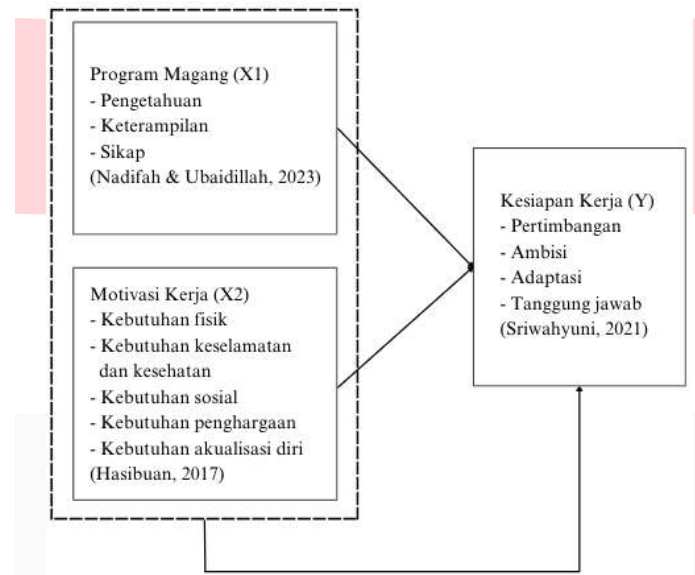 Program Magang (X1)
- Pengetahuan
- Keterampilan
- Sikap
(Nadifah & Ubaidillah, 2023)
Motivasi Kerja (X2)
- Kebutuhan fisik
- Kebutuhan keselamatan
dan kesehatan
- Kebutuhan sosial
- Kebutuhan penghargaan
- Kebutuhan akualisasi diri
(Hasibuan, 2017)
Kesiapan Kerja (Y)
- Pertimbangan
- Ambisi
- Adaptasi
- Tanggung jawab
(Sriwahyuni, 2021)